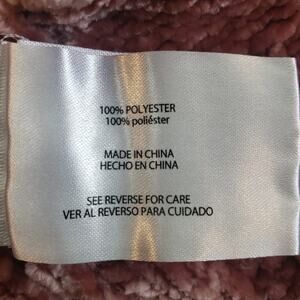 100% POLYESTER
100% poliéster
MADE IN CHINA
HECHO EN CHINA
SEE REVERSE FOR CARE
VER AL REVERSO PARA CUIDADO